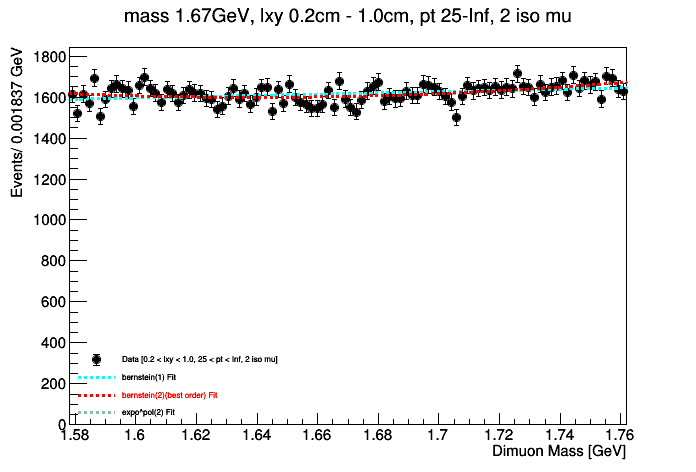 mass 1.67GeV, lxy 0.2cm - 1.0cm, pt 25-Inf, 2 iso mu
Events/ 0.001837 GeV
1800
1600
1400
1200
1000
800
600
400
200
0
Data [0.2 < lxy < 1.0, 25 < pt < Inf, 2 iso mu]
bernstein(1) Fit
bernstein(2)(best order) Fit
expo*pol(2) Fit
1.58 1.6 1.62 1.64 1.66 1.68 1.7 1.72 1.74 1.76
Dimuon Mass [GeV]